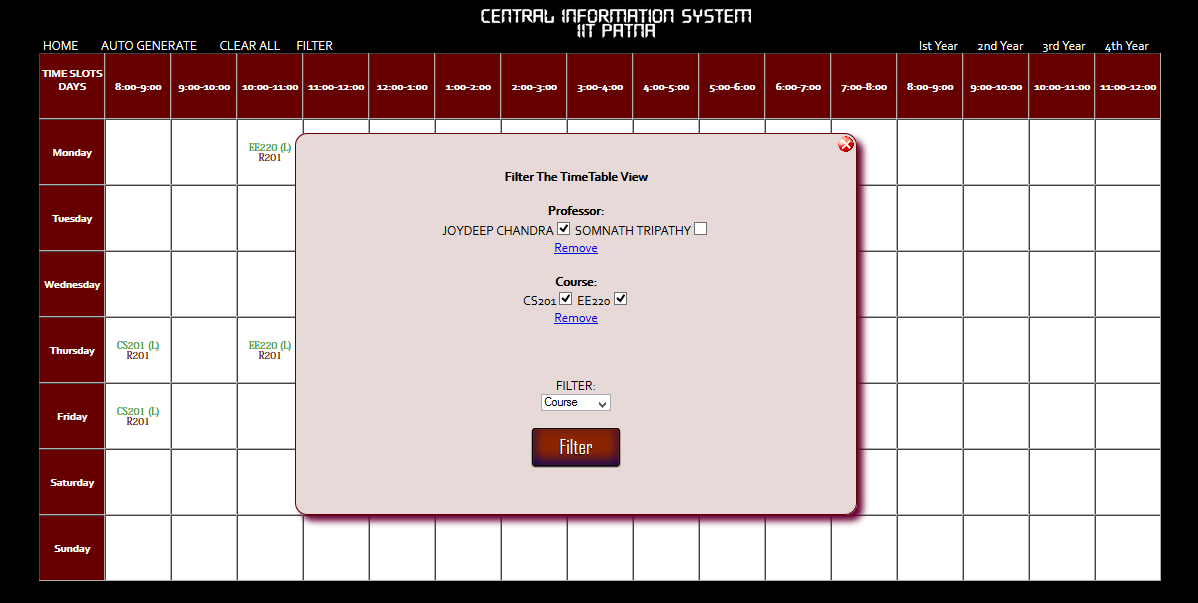 CENTRAL INFORMATION SYSTEM
IIT PATNA
HOME AUTO GENERATE CLEAR ALL FILTER Ist Year 2nd Year 3rd Year 4th Year
TIME SLOTS
DAYS 8:00-9:00 9:00-10:00 10:00-11:00 11:00-12:00 12:00-1:00 1:00-2:00 2:00-3:00 3:00-4:00 4:00-5:00 5:00-6:00 6:00-7:00 7:00-8:00 8:00-9:00 9:00-10:00 10:00-11:00 11:00-12:00
Monday EE220 (L)
R201
Tuesday
Wednesday
Thursday CS201 (L) EE220 (L)
R201 R201
Friday CS201 (L)
R201
Saturday
Sunday
Filter The TimeTable View
Professor:
JOYDEEP CHANDRA SOMNATH TRIPATHY
Remove
Course:
CS201 EE220
Remove
FILTER:
Course
Filter